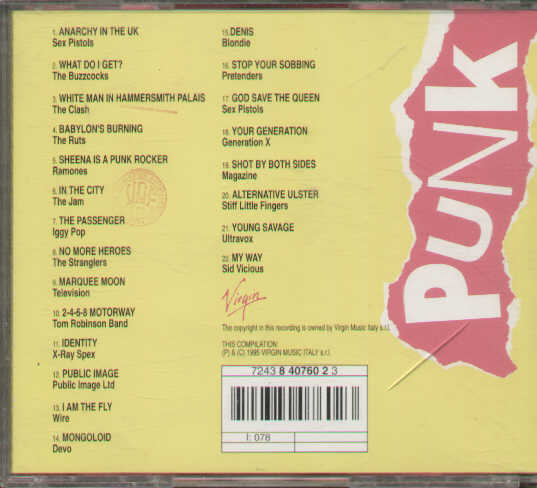 1. ANARCHY IN THE UK
Sex Pistols
2. WHAT DO I GET?
The Buzzcocks
3. WHITE MAN IN HAMMERSMITH PALAIS
The Clash
4. BABYLON'S BURNING
The Ruts
5. SHEENA IS A PUNK ROCKER
Ramones
6. IN THE CITY
The Jam
7. THE PASSENGER
Iggy Pop
8. NO MORE HEROES
The Stranglers
9. MARQUEE MOON
Television
10. 2-4-6-8 MOTORWAY
Tom Robinson Band
11. IDENTITY
X-Ray Spex
12. PUBLIC IMAGE
Public Image Ltd
13. I AM THE FLY
Wire
14. MONGOLOID
Devo
15. DENIS
Blondie
16. STOP YOUR SOBBING
Pretenders
17. GOD SAVE THE QUEEN
Sex Pistols
18. YOUR GENERATION
Generation X
19. SHOT BY BOTH SIDES
Magazine
20. ALTERNATIVE ULSTER
Stiff Little Fingers
21. YOUNG SAVAGE
Ultravox
22. MY WAY
Sid Vicious
Virgin
The copyright in this recording is owned by Virgin Music Italy s.r.l.
THIS COMPILATION:
(P) & (C) 1995 VIRGIN MUSIC ITALY s.r.l.
7243 8 40760 2 3
I: 078
PUNK